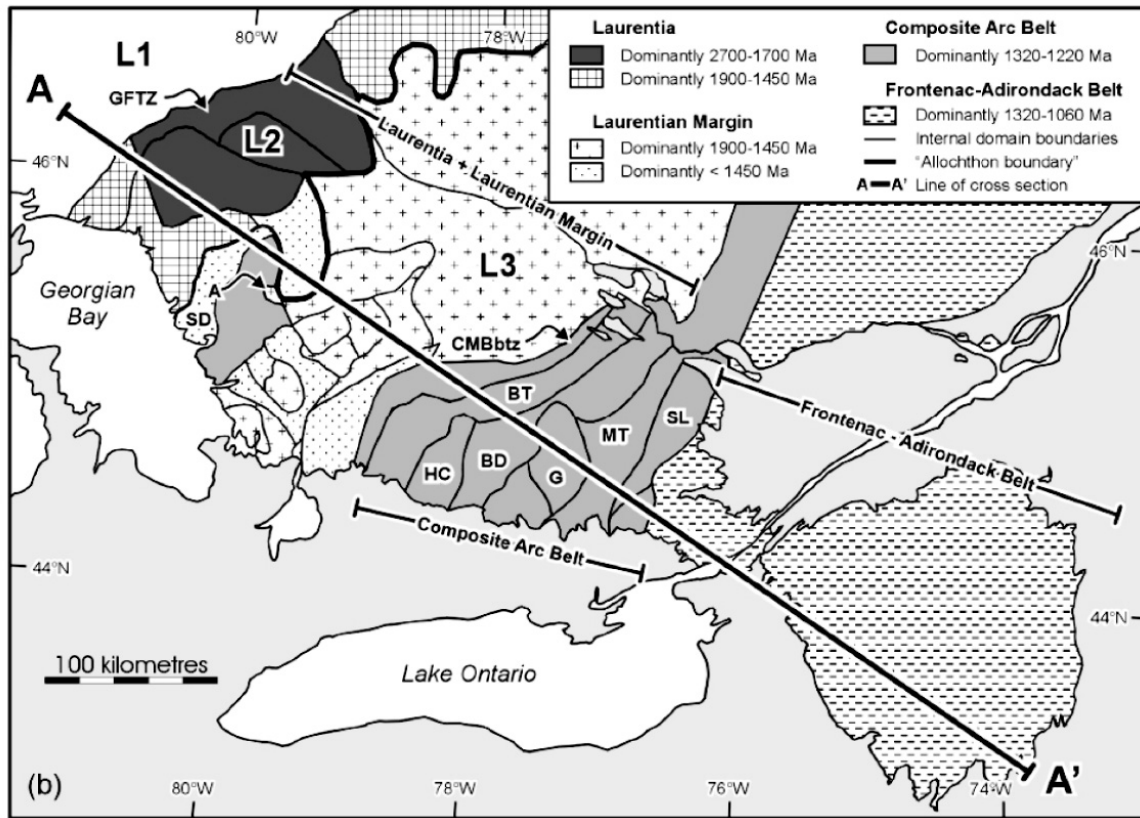 80°W
78°W
L1
A
GFTZ
L2
46°N
Laurentia + Laurentian Margin
L3
Georgian
Bay
A
SD
CMBbtz
BT
SL
MT
HC
BD
G
Frontenac - Adirondack Belt
Composite Arc Belt
46°N
44°N
44°N
100 kilometres
Lake Ontario
(b)
80°W
78°W
76°W
74°W
A'
Laurentia
Dominantly 2700-1700 Ma
Dominantly 1900-1450 Ma
Laurentian Margin
Dominantly 1900-1450 Ma
Dominantly < 1450 Ma
Composite Arc Belt
Dominantly 1320-1220 Ma
Frontenac-Adirondack Belt
Dominantly 1320-1060 Ma
Internal domain boundaries
"Allochthon boundary"
A A' Line of cross section